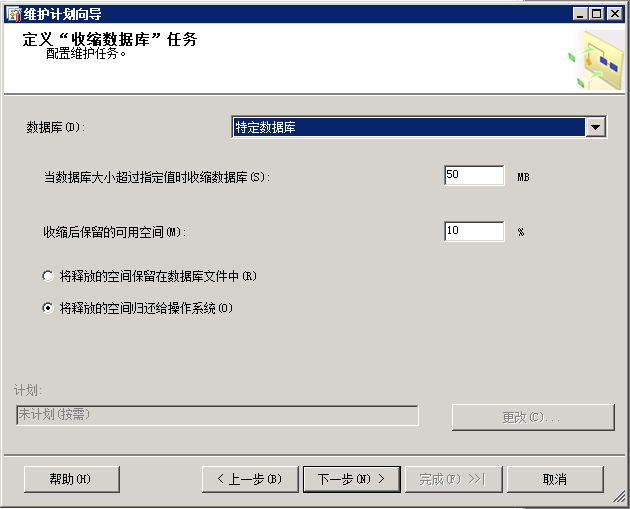 维护计划向导
定义“收缩数据库”任务
配置维护任务。
数据库(D):
特定数据库
当数据库大小超过指定值时收缩数据库(S):
50
MB
收缩后保留的可用空间(M):
10
%
将释放的空间保留在数据库文件中(R)
将释放的空间归还给操作系统(O)
计划:
未计划(按需)
更改(C)...
帮助(H)
< 上一步(B)
下一步(N) >
完成(F) >>|
取消